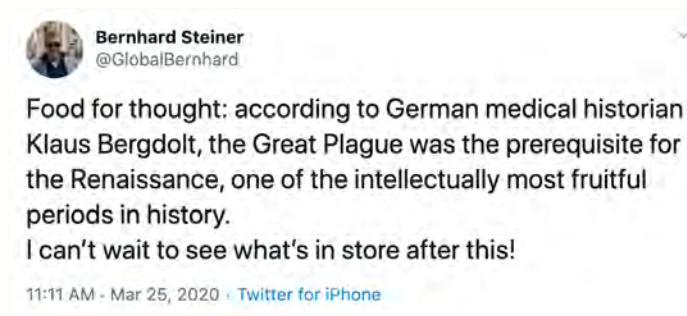 Bernhard Steiner
@GlobalBernhard
Food for thought: according to German medical historian
Klaus Bergdolt, the Great Plague was the prerequisite for
the Renaissance, one of the intellectually most fruitful
periods in history.
I can’t wait to see what’s in store after this!
11:11 AM · Mar 25, 2020 · Twitter for iPhone